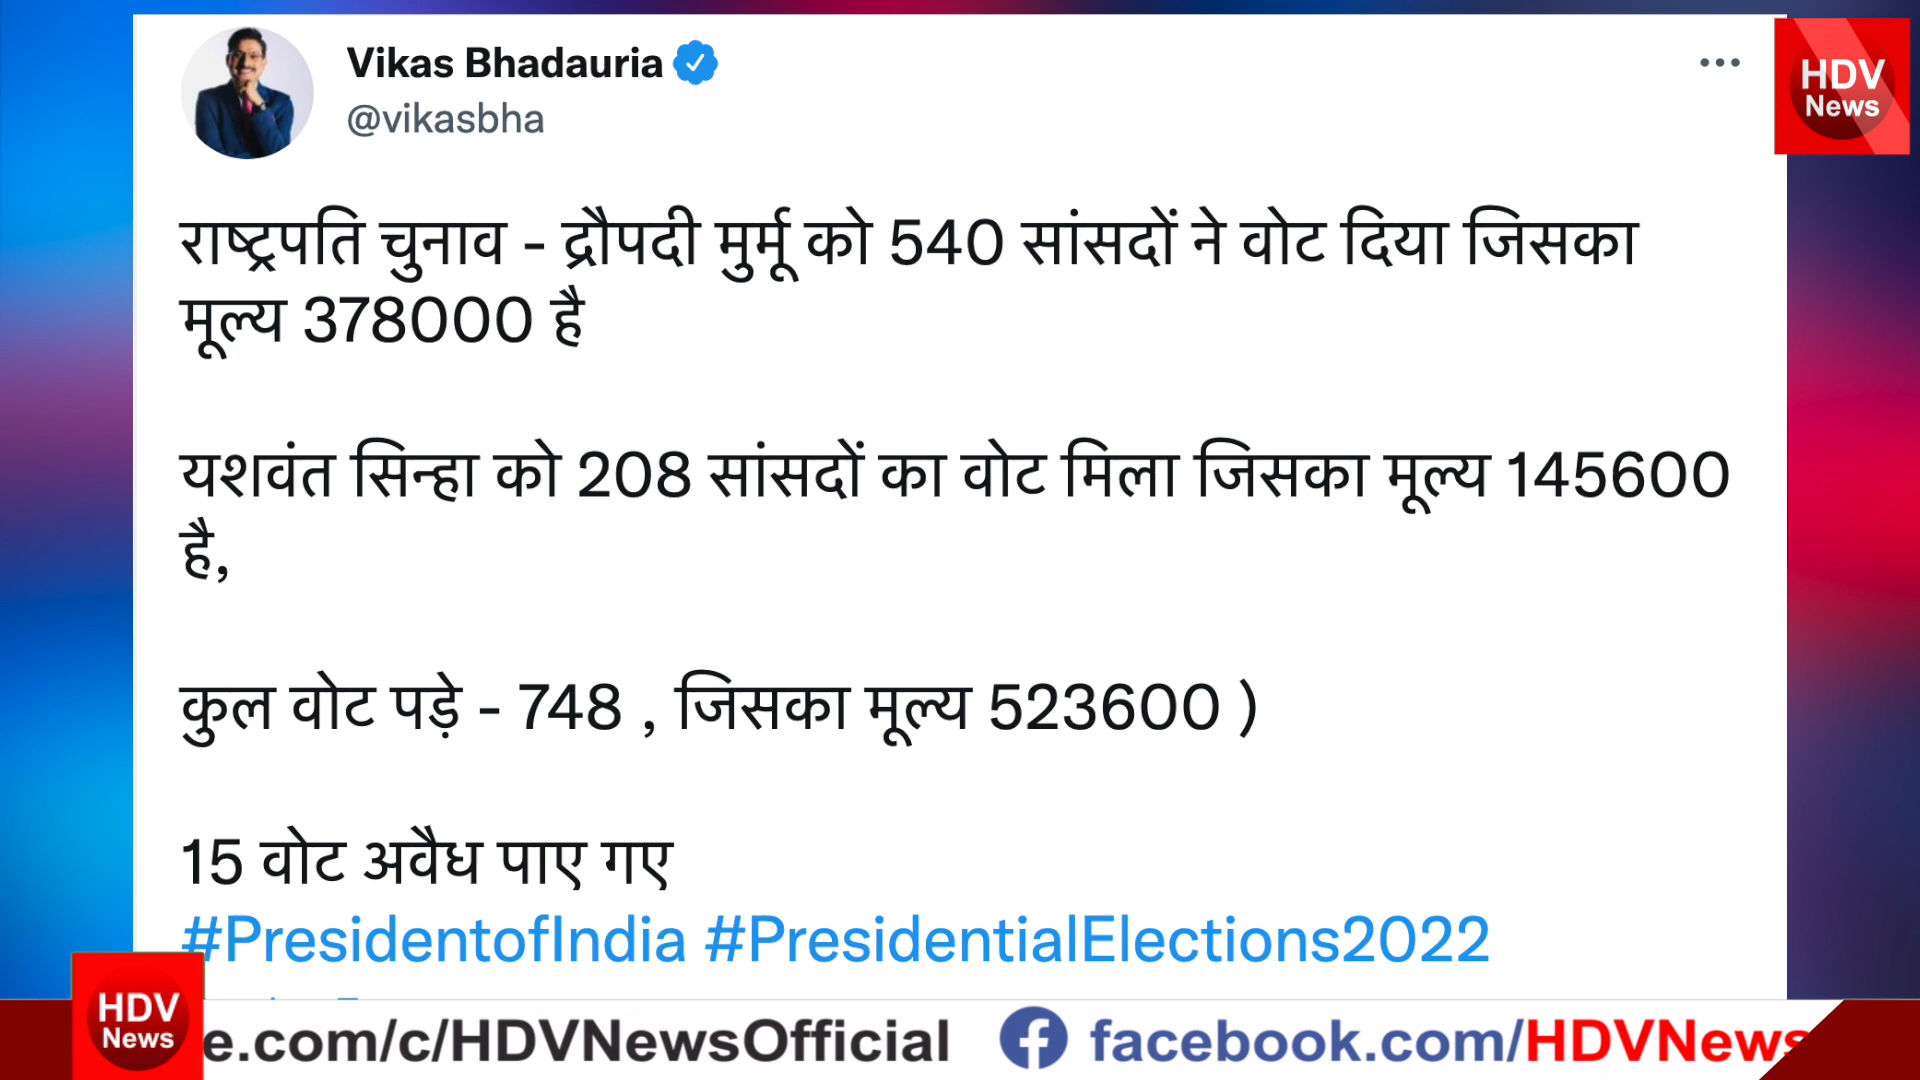 Vikas Bhadauria
@vikasbha
HDV
News
राष्ट्रपति चुनाव - द्रौपदी मुर्मू को 540 सांसदों ने वोट दिया जिसका
मूल्य 378000 है
यशवंत सिन्हा को 208 सांसदों का वोट मिला जिसका मूल्य 145600
है,
कुल वोट पड़े - 748 , जिसका मूल्य 523600 )
15 वोट अवैध पाए गए
#PresidentofIndia #PresidentialElections2022
HDV
News
e.com/c/HDVNewsOfficial facebook.com/HDVNews